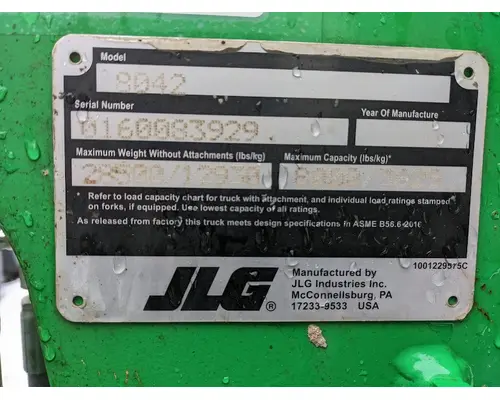 Model
8042
Serial Number
0160083929
Year Of Manufacture
Maximum Weight Without Attachments (lbs/kg)
Maximum Capacity (lbs/kg)*
* Refer to load capacity chart for truck with attachment, and individual load ratings stamped
on forks, if equipped. Use lowest capacity of all ratings.
As released from factory this truck meets design specifications in ASME B56.6-2016
JLG®
Manufactured by
JLG Industries Inc.
McConnellsburg, PA
17233-9533 USA
1001229575C